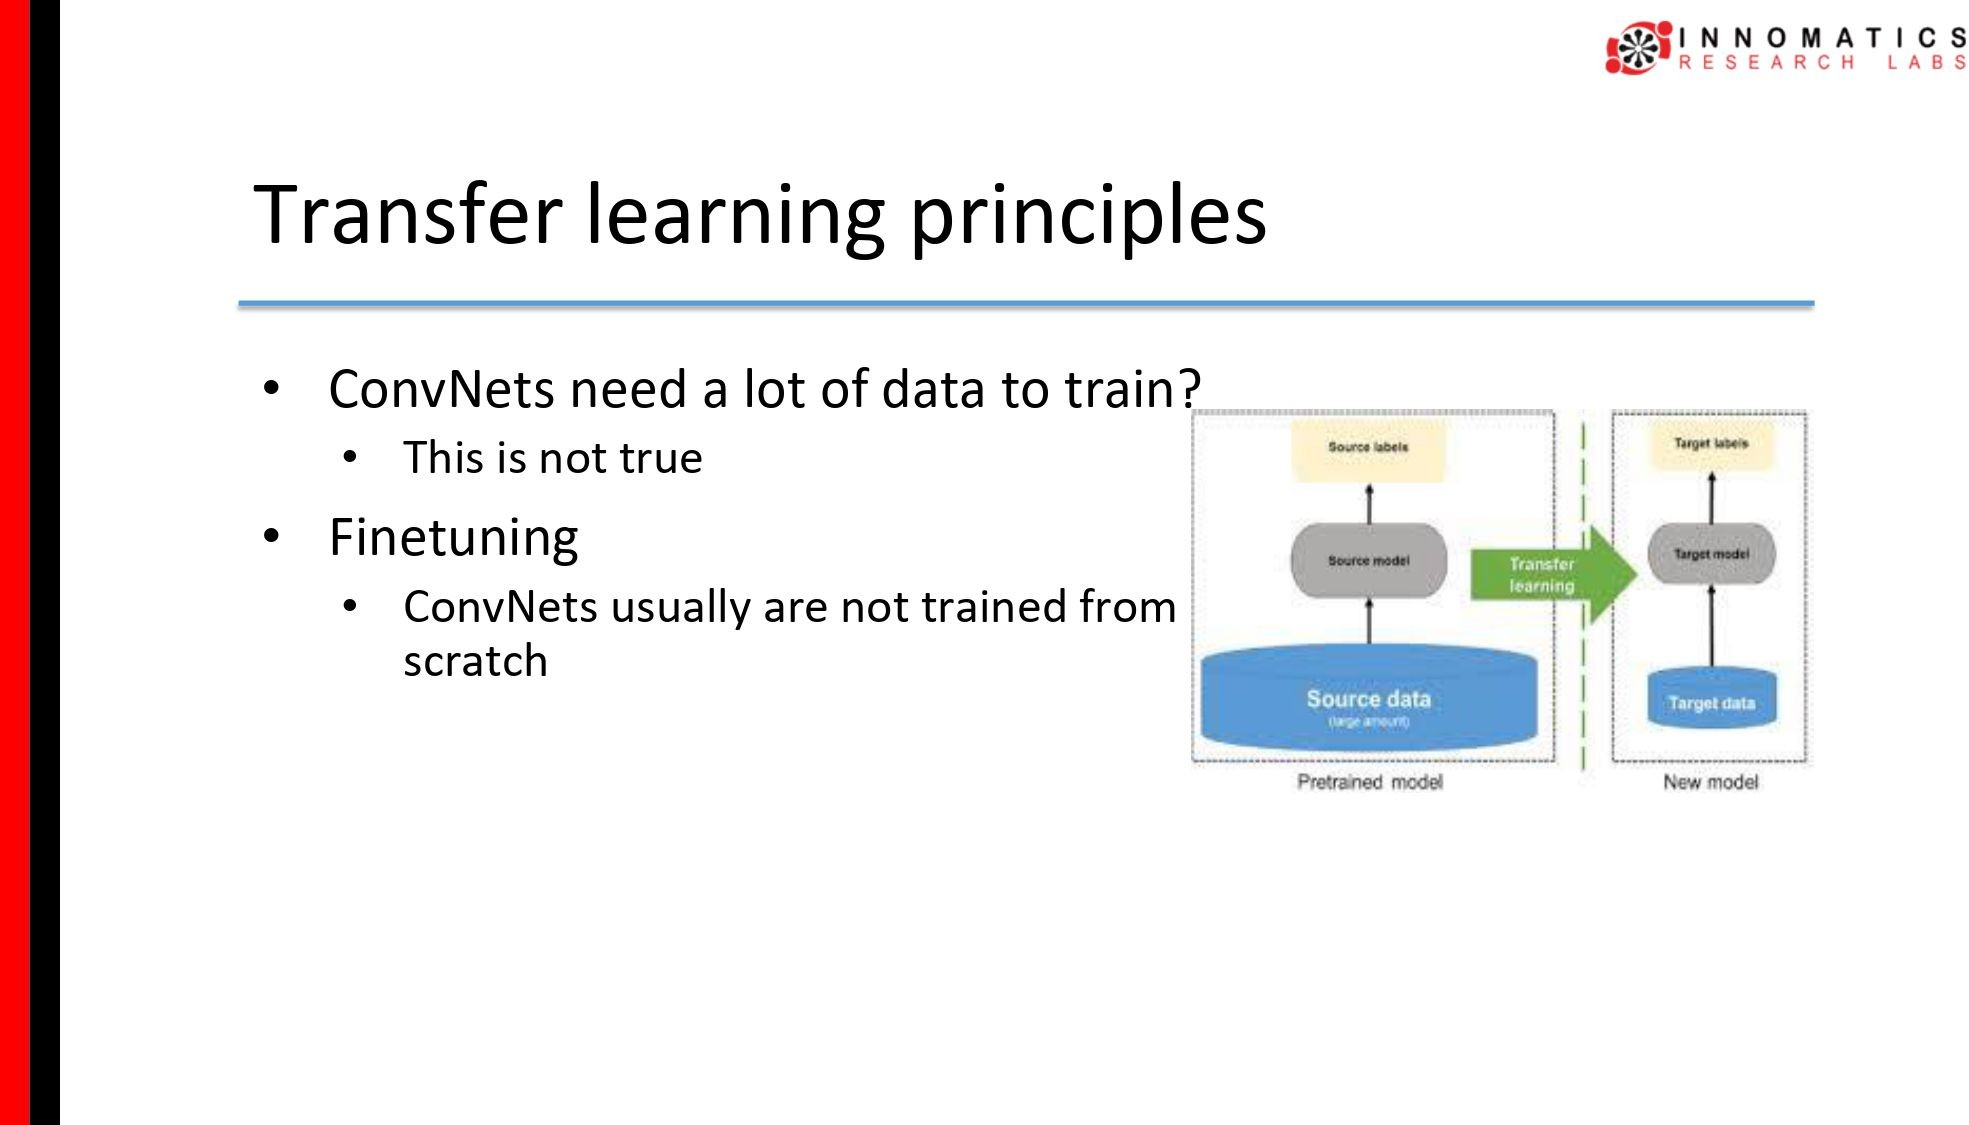 INNOMATICS
RESEARCH LABS
Transfer learning principles
• ConvNets need a lot of data to train?
• This is not true
• Finetuning
• ConvNets usually are not trained from
scratch
Source labels
Source model
Source data
(large amount)
Pretrained model
Transfer
learning
Target labels
Target model
Target data
New model